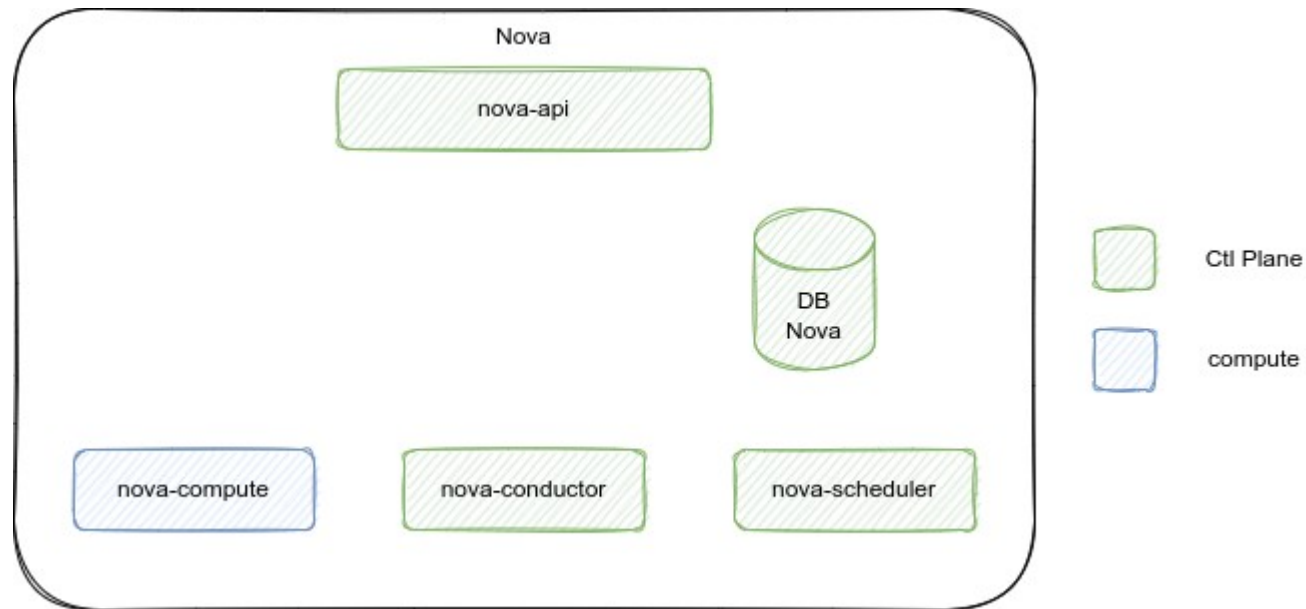 Nova
nova-api
DB
Nova
nova-compute
nova-conductor
nova-scheduler
Ctl Plane
compute